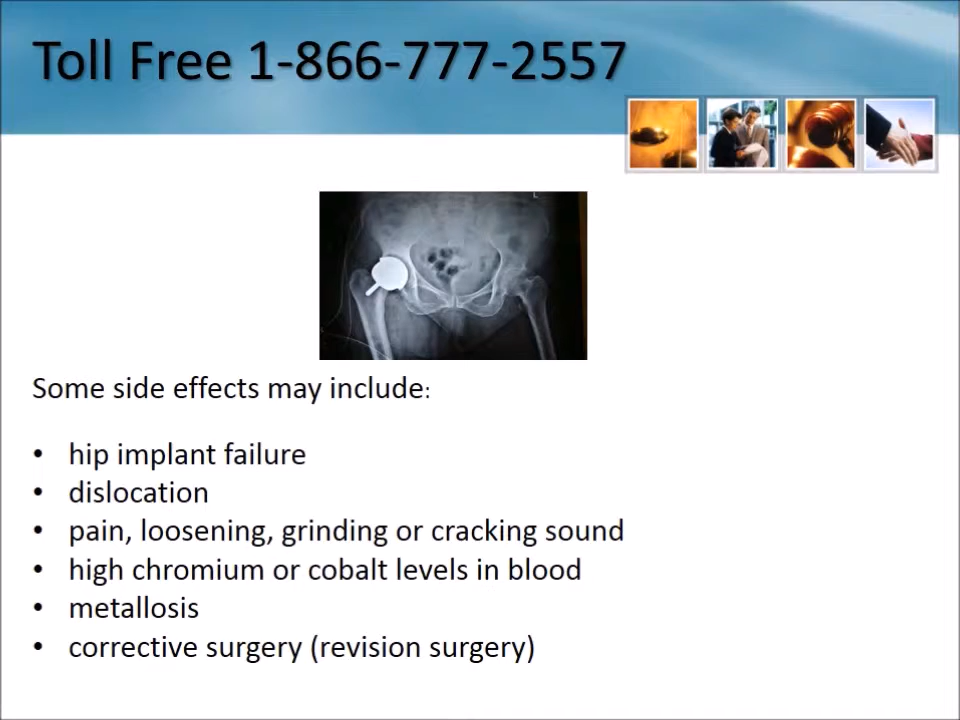 Toll Free 1-866-777-2557
Some side effects may include:
• hip implant failure
• dislocation
• pain, loosening, grinding or cracking sound
• high chromium or cobalt levels in blood
• metallosis
• corrective surgery (revision surgery)